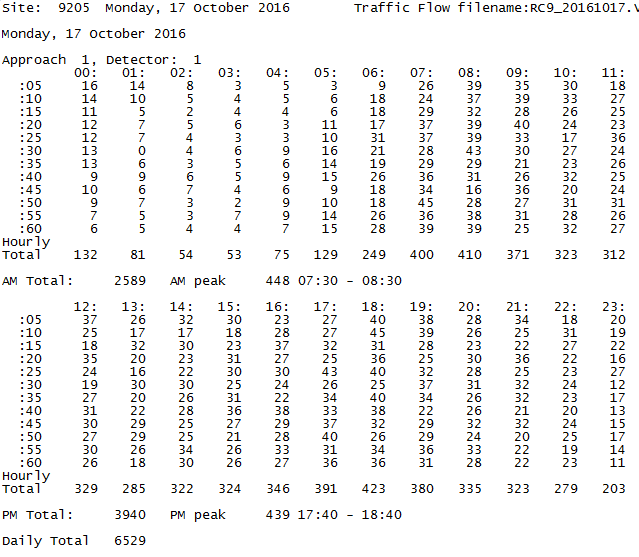 Site:  9205  Monday, 17 October 2016        Traffic Flow filename:RC9_20161017.V
Monday, 17 October 2016
Approach  1, Detector:  1
         00:   01:   02:   03:   04:   05:   06:   07:   08:   09:   10:   11:
  :05     16    14     8     3     5     3     9    26    39    35    30    18
  :10     14    10     5     4     5     6    18    24    37    39    33    27
  :15     11     5     2     4     4     6    18    29    32    28    26    25
  :20     12     7     5     6     3    11    17    37    39    40    24    23
  :25     12     7     4     3     3    10    31    37    39    33    17    36
  :30     13     0     4     6     9    16    21    28    43    30    27    24
  :35     13     6     3     5     6    14    19    29    29    21    23    26
  :40      9     9     6     5     9    15    26    36    31    26    32    25
  :45     10     6     7     4     6     9    18    34    16    36    20    24
  :50      9     7     3     2     9    10    18    45    28    27    31    31
  :55      7     5     3     7     9    14    26    36    38    31    28    26
  :60      6     5     4     4     7    15    28    39    39    25    32    27
Hourly
Total    132    81    54    53    75   129   249   400   410   371   323   312
AM Total:     2589   AM peak      448 07:30 - 08:30
         12:   13:   14:   15:   16:   17:   18:   19:   20:   21:   22:   23:
  :05     37    26    32    30    23    27    40    38    28    34    18    20
  :10     25    17    17    18    28    27    45    39    26    25    31    19
  :15     18    32    30    23    37    32    31    28    23    22    27    22
  :20     35    20    23    31    27    25    36    25    30    36    22    16
  :25     24    16    22    30    30    43    40    32    28    25    23    27
  :30     19    30    30    25    24    26    25    37    31    32    24    12
  :35     27    20    26    31    22    34    40    34    26    32    23    17
  :40     31    22    28    36    38    33    38    22    26    21    20    13
  :45     30    29    25    27    29    37    32    29    32    32    24    15
  :50     27    29    25    21    28    40    26    29    24    20    25    17
  :55     30    26    34    26    33    31    34    36    33    22    19    14
  :60     26    18    30    26    27    36    36    31    28    22    23    11
Hourly
Total    329   285   322   324   346   391   423   380   335   323   279   203
PM Total:     3940   PM peak      439 17:40 - 18:40
Daily Total   6529